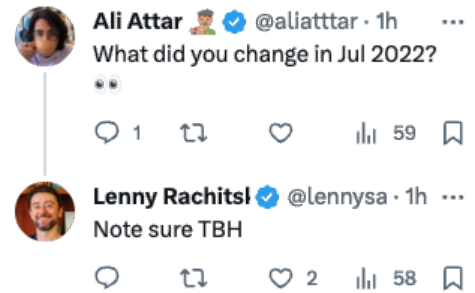 Ali Attar @aliatttar · 1h
What did you change in Jul 2022?
👀
1 59
Lenny Rachitsl @lennysa · 1h
Note sure TBH
2 58